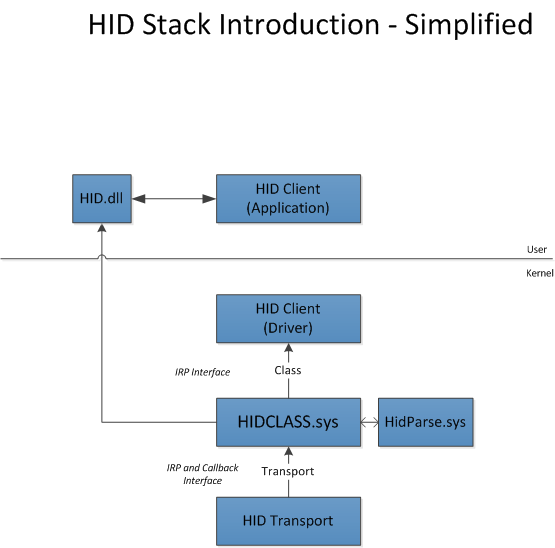 HID Stack Introduction - Simplified
HID.dll
HID Client
(Application)
User
Kernel
HID Client
(Driver)
IRP Interface
Class
HIDCLASS.sys
HidParse.sys
IRP and Callback
Interface
Transport
HID Transport